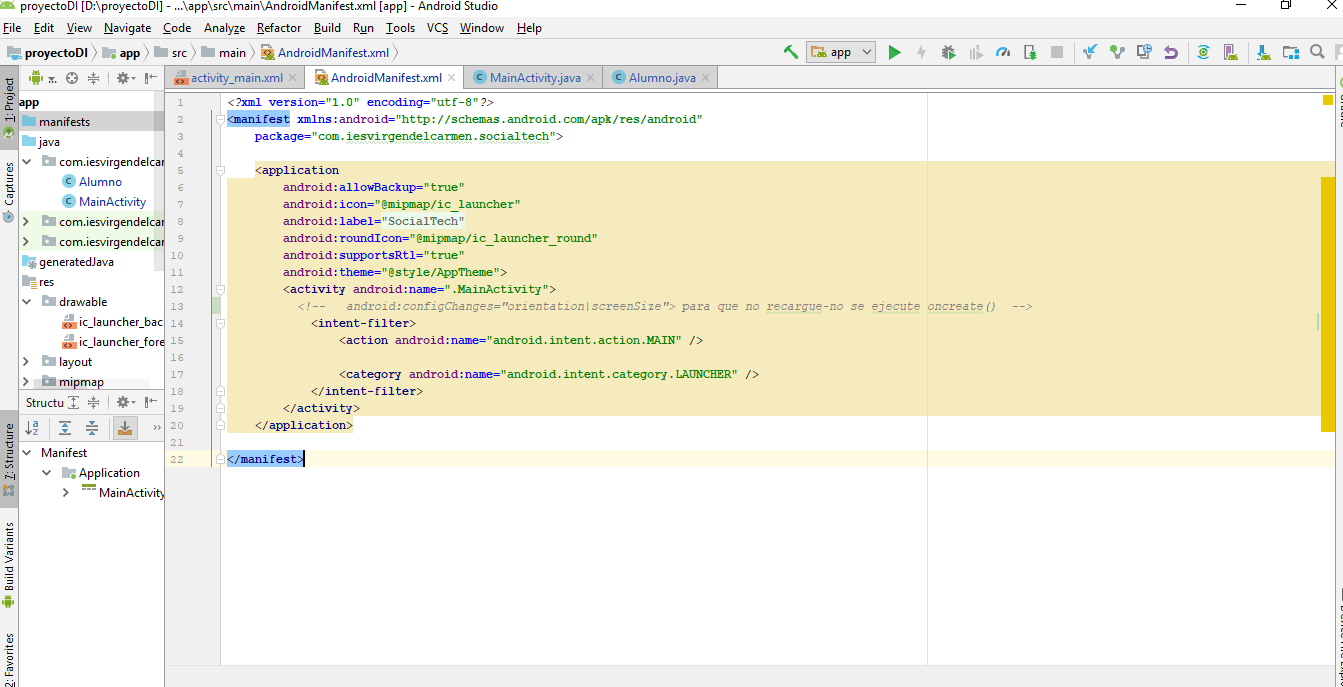 proyectoDI [D:\proyectoDI] - ...\app\src\main\AndroidManifest.xml [app] - Android Studio
File Edit View Navigate Code Analyze Refactor Build Run Tools VCS Window Help
proyectoDI app src main AndroidManifest.xml app
activity_main.xml AndroidManifest.xml MainActivity.java Alumno.java
1: Project
Captures
7: Structure
Build Variants
2: Favorites
app
manifests
java
com.iesvirgendelcar
Alumno
MainActivity
com.iesvirgendelcar
com.iesvirgendelcar
generatedJava
res
drawable
ic_launcher_bac
ic_launcher_fore
layout
mipmap
Structu
Manifest
Application
MainActivity
1 <?xml version="1.0" encoding="utf-8"?>
2 <manifest xmlns:android="http://schemas.android.com/apk/res/android"
3 package="com.iesvirgendelcarmen.socialtech">
4
5 <application
6 android:allowBackup="true"
7 android:icon="@mipmap/ic_launcher"
8 android:label="SocialTech"
9 android:roundIcon="@mipmap/ic_launcher_round"
10 android:supportsRtl="true"
11 android:theme="@style/AppTheme">
12 <activity android:name=".MainActivity">
13 <!-- android:configChanges="orientation|screenSize"> para que no recargue-no se ejecute oncreate() -->
14 <intent-filter>
15 <action android:name="android.intent.action.MAIN" />
16
17 <category android:name="android.intent.category.LAUNCHER" />
18 </intent-filter>
19 </activity>
20 </application>
21
22 </manifest>